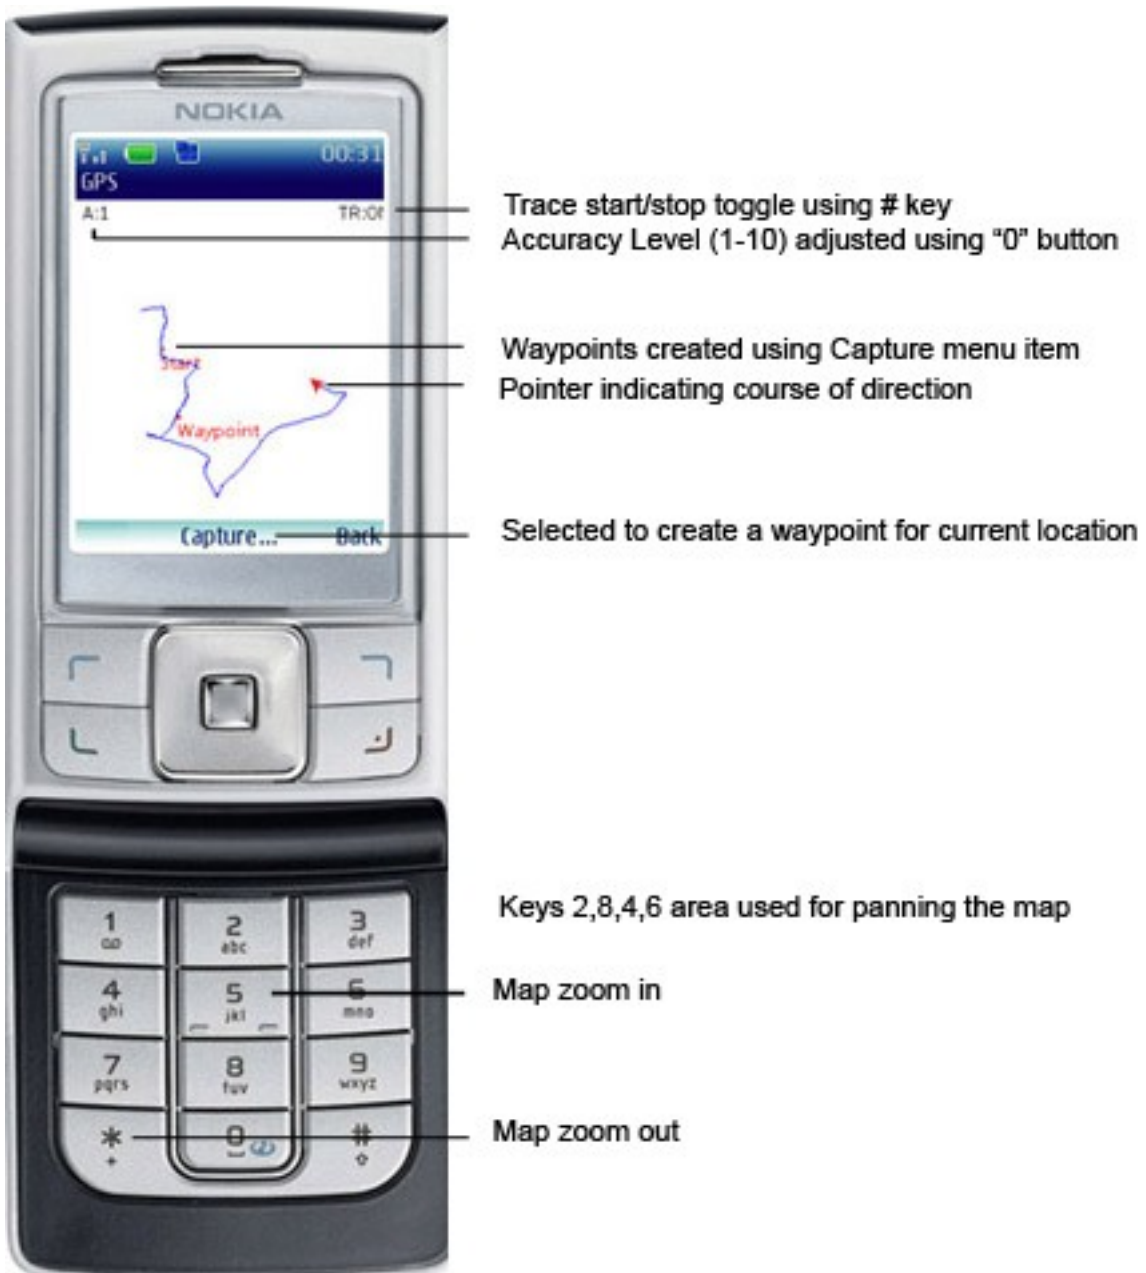 NOKIA
00:31
GPS
A:1
TR:
Trace start/stop toggle using # key
Accuracy Level (1-10) adjusted using “0” button
Start
Waypoints created using Capture menu item
Pointer indicating course of direction
Waypoint
Capture...
Back
Selected to create a waypoint for current location
1
2 abc
3 def
Keys 2,8,4,6 area used for panning the map
4 ghi
5 jkl
6 mno
Map zoom in
7 pqrs
8 tuv
9 wxyz
* +
0
#
Map zoom out